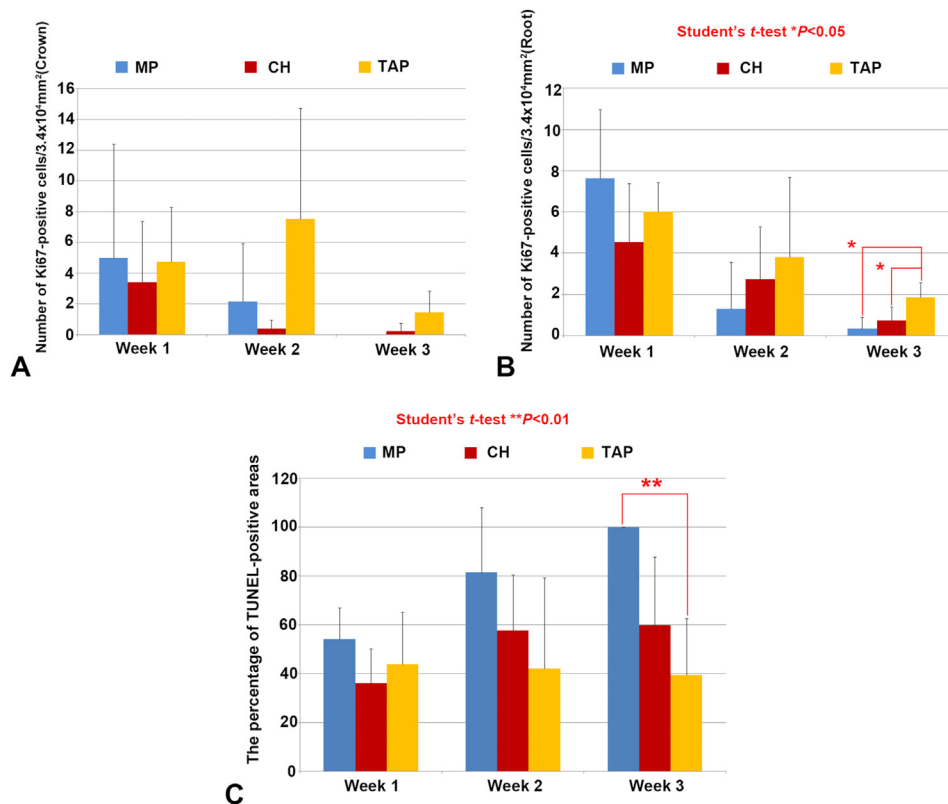 Number of Ki67-positive cells/3.4x10⁴mm²(Crown)
MP CH TAP
16
14
12
10
8
6
4
2
0
Week 1 Week 2 Week 3
A
Student's t-test *P<0.05
Number of Ki67-positive cells/3.4x10⁴mm²(Root)
MP CH TAP
12
10
8
6
4
2
0
*
*
Week 1 Week 2 Week 3
B
Student's t-test **P<0.01
The percentage of TUNEL-positive areas
MP CH TAP
120
100
80
60
40
20
0
**
Week 1 Week 2 Week 3
C